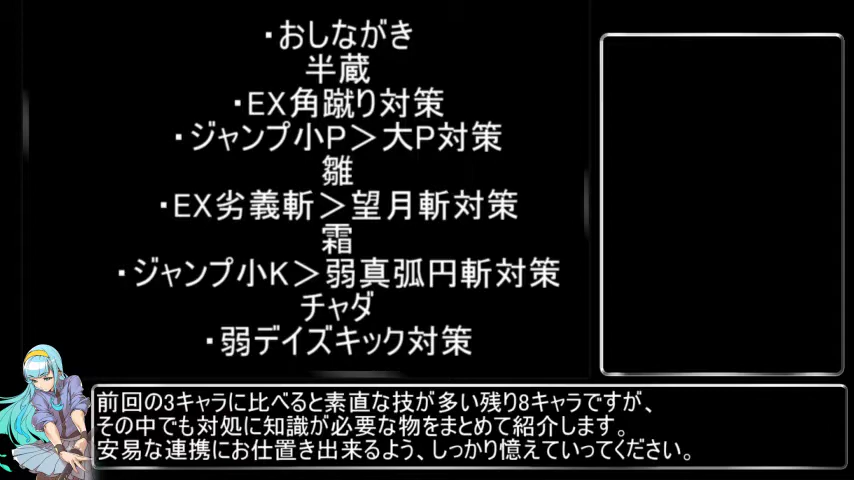 ・おしながき
半蔵
・EX角蹴り対策
・ジャンプ小P＞大P対策
雛
・EX劣義斬＞望月斬対策
霜
・ジャンプ小K＞弱真弧円斬対策
チャダ
・弱デイズキック対策
前回の3キャラに比べると素直な技が多い残り8キャラですが、
その中でも対処に知識が必要な物をまとめて紹介します。
安易な連携にお仕置き出来るよう、しっかり憶えていってください。